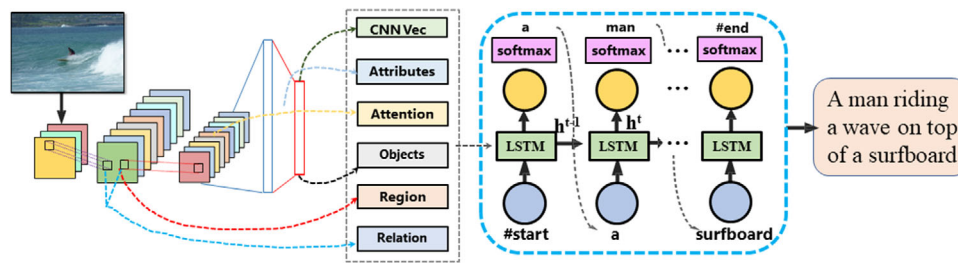 CNN Vec
Attributes
Attention
Objects
Region
Relation
a man #end
softmax softmax softmax
h^t-1 h^t
LSTM LSTM LSTM
#start a surfboard
A man riding
a wave on top
of a surfboard